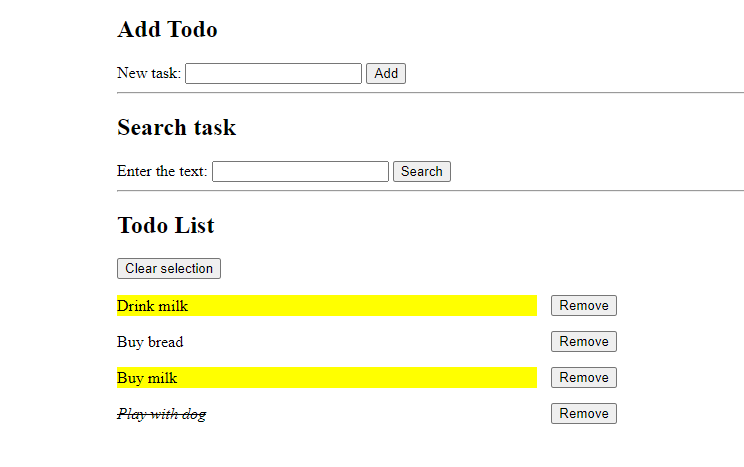 Add Todo
New task: Add
Search task
Enter the text: Search
Todo List
Clear selection
Drink milk Remove
Buy bread Remove
Buy milk Remove
Play with dog Remove